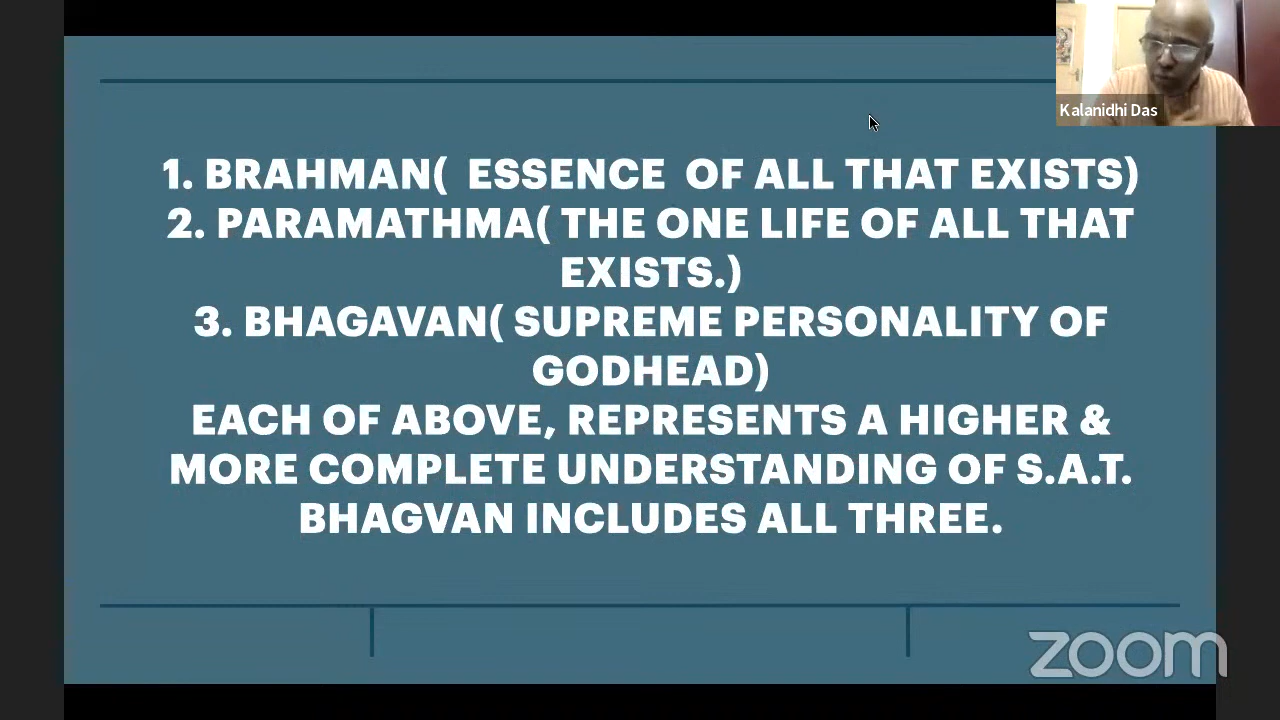 Kalanidhi Das
1. BRAHMAN( ESSENCE OF ALL THAT EXISTS)
2. PARAMATHMA( THE ONE LIFE OF ALL THAT
EXISTS.)
3. BHAGAVAN( SUPREME PERSONALITY OF
GODHEAD)
EACH OF ABOVE, REPRESENTS A HIGHER &
MORE COMPLETE UNDERSTANDING OF S.A.T.
BHAGVAN INCLUDES ALL THREE.
zoom